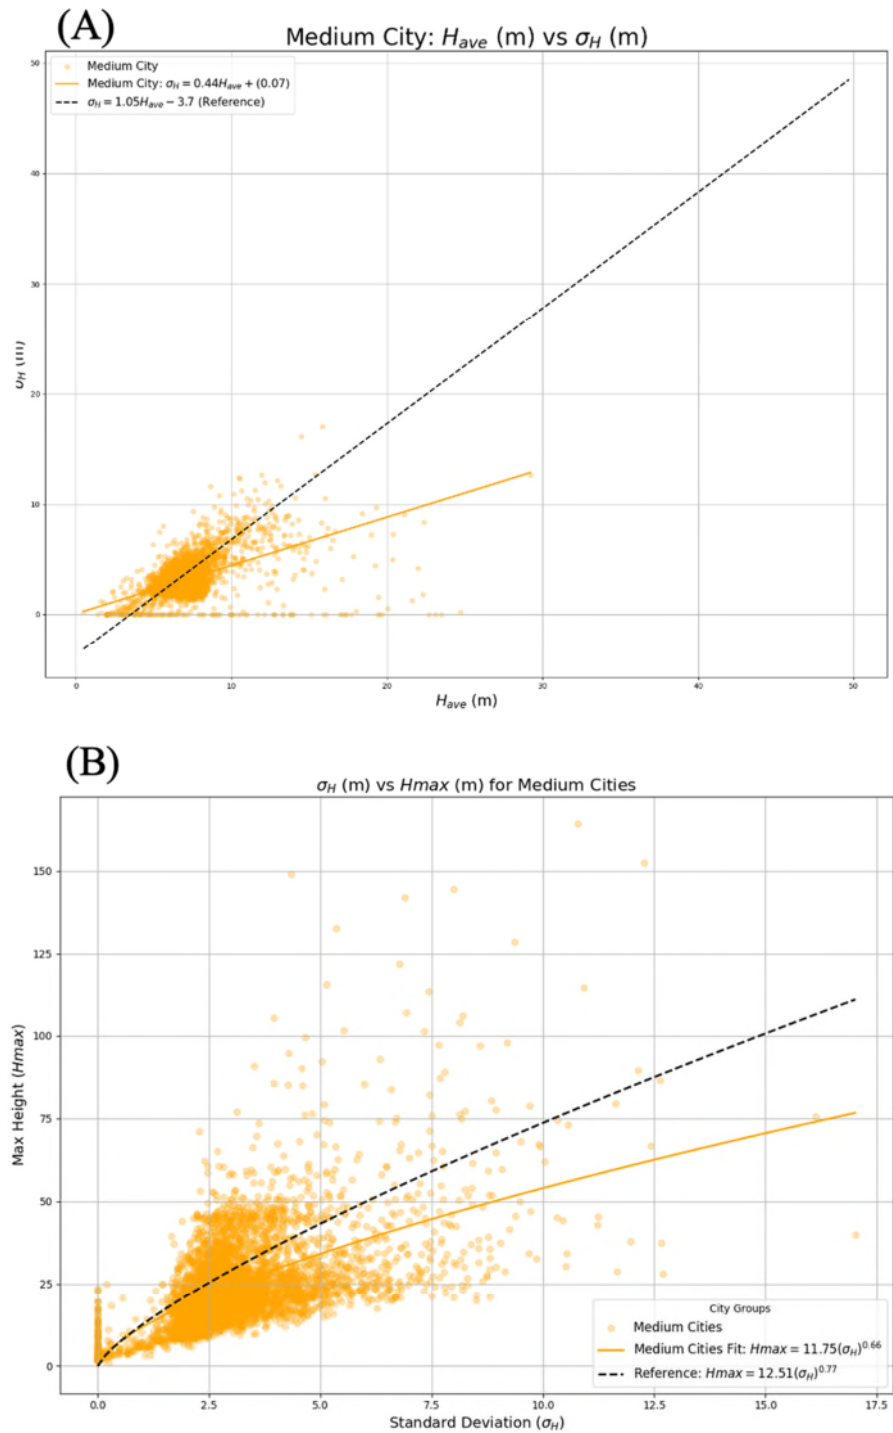 (A)
Medium City: H_ave (m) vs σ_H (m)
50
40
30
20
10
0
σ_H (m)
Medium City
Medium City: σ_H = 0.44H_ave + (0.07)
σ_H = 1.05H_ave − 3.7 (Reference)
0 10 20 30 40 50
H_ave (m)
(B)
σ_H (m) vs Hmax (m) for Medium Cities
150
125
100
75
50
25
0
Max Height (Hmax)
City Groups
Medium Cities
Medium Cities Fit: Hmax = 11.75(σ_H)^0.66
Reference: Hmax = 12.51(σ_H)^0.77
0.0 2.5 5.0 7.5 10.0 12.5 15.0 17.5
Standard Deviation (σ_H)